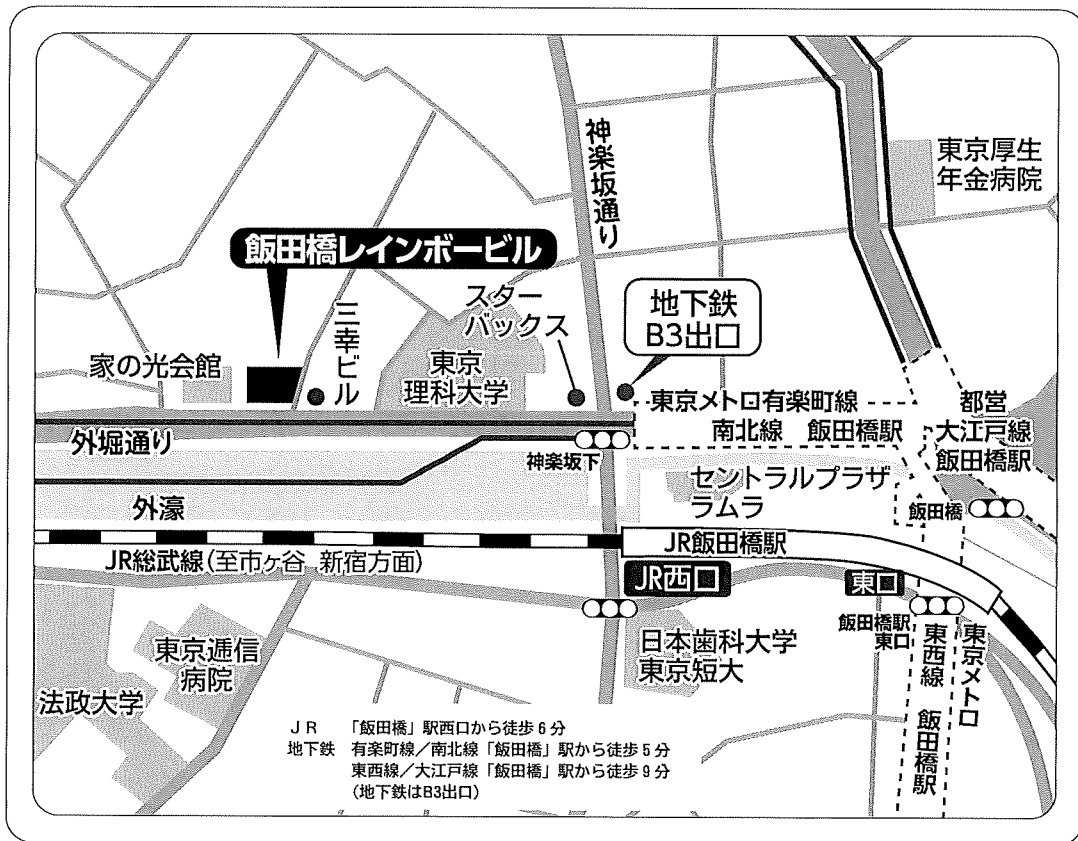 神楽坂通り
東京厚生
年金病院
飯田橋レインボービル
スター
バックス
地下鉄
B3出口
三幸ビル
家の光会館
東京
理科大学
東京メトロ有楽町線
南北線 飯田橋駅
都営
大江戸線
飯田橋駅
外堀通り
神楽坂下
セントラルプラザ
ラムラ
飯田橋
外濠
JR飯田橋駅
JR総武線(至市ヶ谷 新宿方面)
JR西口
東口
飯田橋駅
東口
日本歯科大学
東京短大
東京メトロ
東西線 飯田橋駅
東京逓信
病院
法政大学
JR 「飯田橋」駅西口から徒歩6分
地下鉄 有楽町線/南北線「飯田橋」駅から徒歩5分
東西線/大江戸線「飯田橋」駅から徒歩9分
(地下鉄はB3出口)